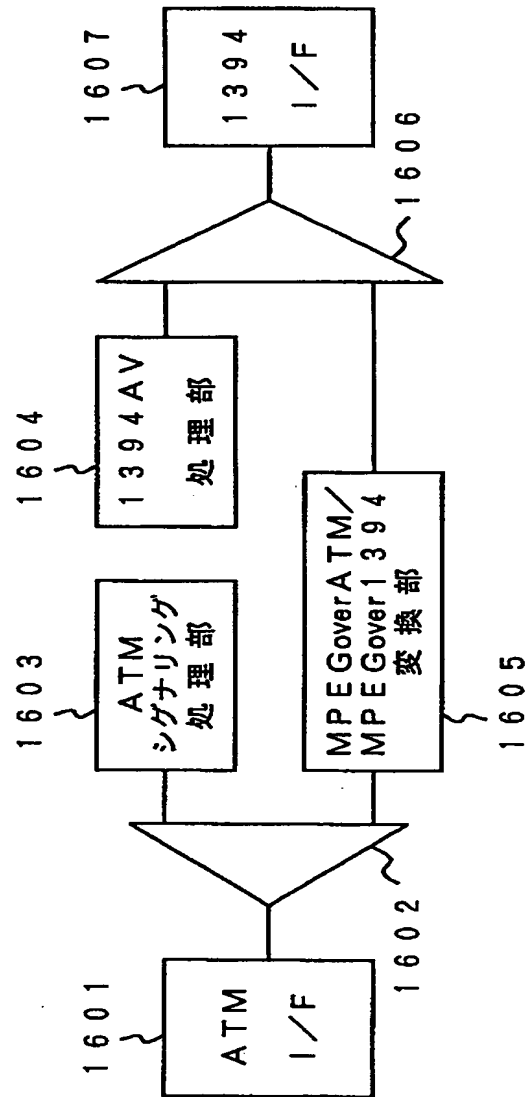 1601
ATM
I/F
1602
1603
ATM
シグナリング
処理部
1604
1394AV
処理部
MPEGoverATM/
MPEGover1394
変換部
1605
1606
1607
1394
I/F